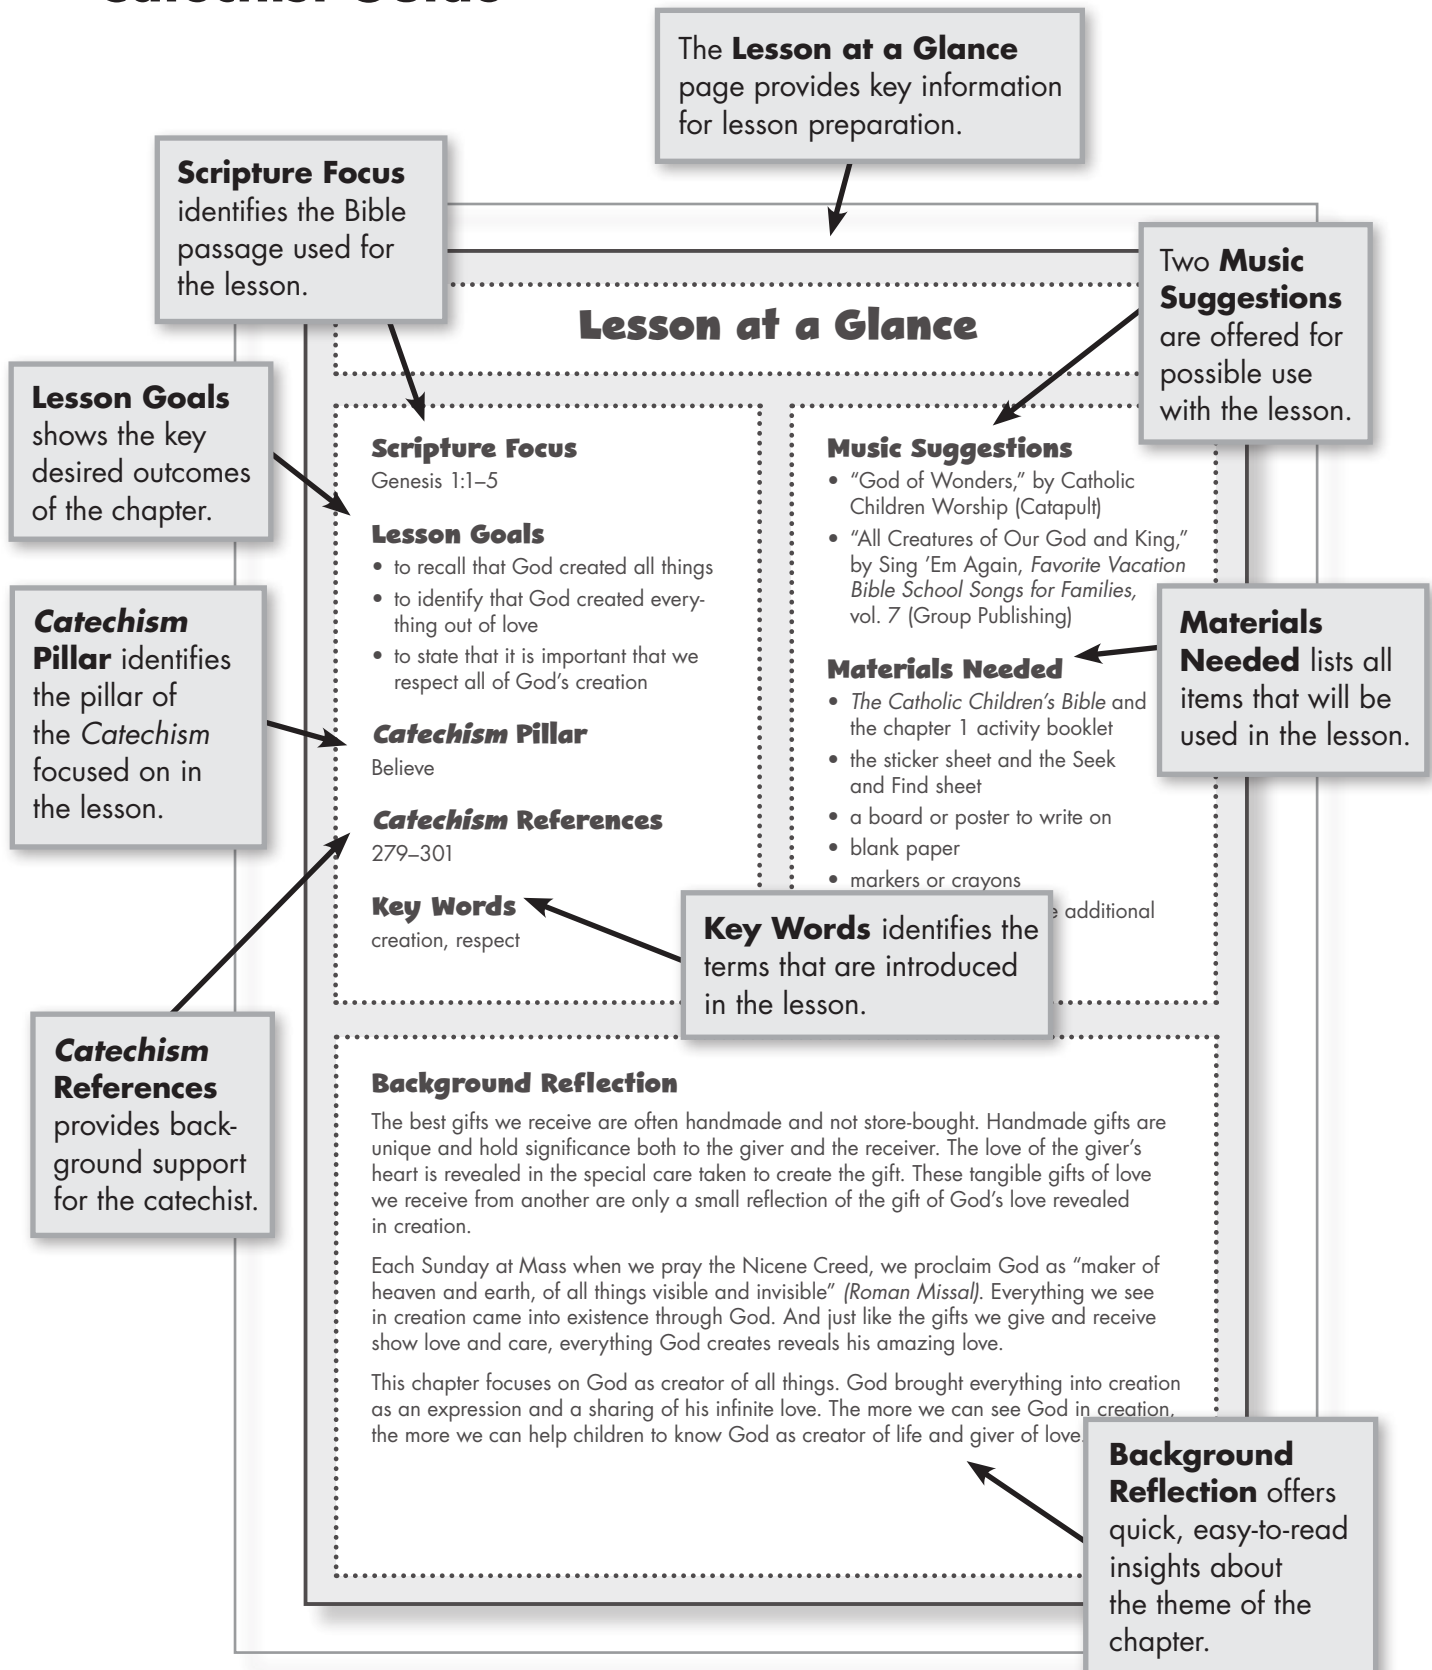 The Lesson at a Glance
page provides key information
for lesson preparation.
Scripture Focus
identifies the Bible
passage used for
the lesson.
Two Music
Suggestions
are offered for
possible use
with the lesson.
Lesson at a Glance
Lesson Goals
shows the key
desired outcomes
of the chapter.
Catechism
Pillar identifies
the pillar of
the Catechism
focused on in
the lesson.
Catechism
References
provides back-
ground support
for the catechist.
Scripture Focus
Genesis 1:1–5
Lesson Goals
• to recall that God created all things
• to identify that God created every-
thing out of love
• to state that it is important that we
respect all of God’s creation
Catechism Pillar
Believe
Catechism References
279–301
Key Words
creation, respect
Music Suggestions
• “God of Wonders,” by Catholic
Children Worship (Catapult)
• “All Creatures of Our God and King,”
by Sing ’Em Again, Favorite Vacation
Bible School Songs for Families,
vol. 7 (Group Publishing)
Materials Needed
• The Catholic Children’s Bible and
the chapter 1 activity booklet
• the sticker sheet and the Seek
and Find sheet
• a board or poster to write on
• blank paper
• markers or crayons
additional
Materials
Needed lists all
items that will be
used in the lesson.
Key Words identifies the
terms that are introduced
in the lesson.
Background Reflection
The best gifts we receive are often handmade and not store-bought. Handmade gifts are
unique and hold significance both to the giver and the receiver. The love of the giver’s
heart is revealed in the special care taken to create the gift. These tangible gifts of love
we receive from another are only a small reflection of the gift of God’s love revealed
in creation.
Each Sunday at Mass when we pray the Nicene Creed, we proclaim God as “maker of
heaven and earth, of all things visible and invisible” (Roman Missal). Everything we see
in creation came into existence through God. And just like the gifts we give and receive
show love and care, everything God creates reveals his amazing love.
This chapter focuses on God as creator of all things. God brought everything into creation
as an expression and a sharing of his infinite love. The more we can see God in creation,
the more we can help children to know God as creator of life and giver of love.
Background
Reflection offers
quick, easy-to-read
insights about
the theme of the
chapter.